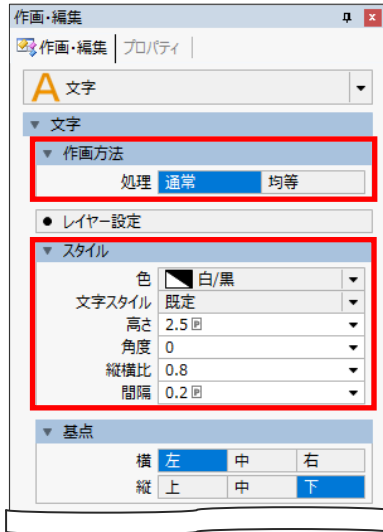 作画・編集
作画・編集 プロパティ
A 文字
文字
作画方法
処理 通常 均等
レイヤー設定
スタイル
色 白/黒
文字スタイル 既定
高さ 2.5 P
角度 0
縦横比 0.8
間隔 0.2 P
基点
横 左 中 右
縦 上 中 下